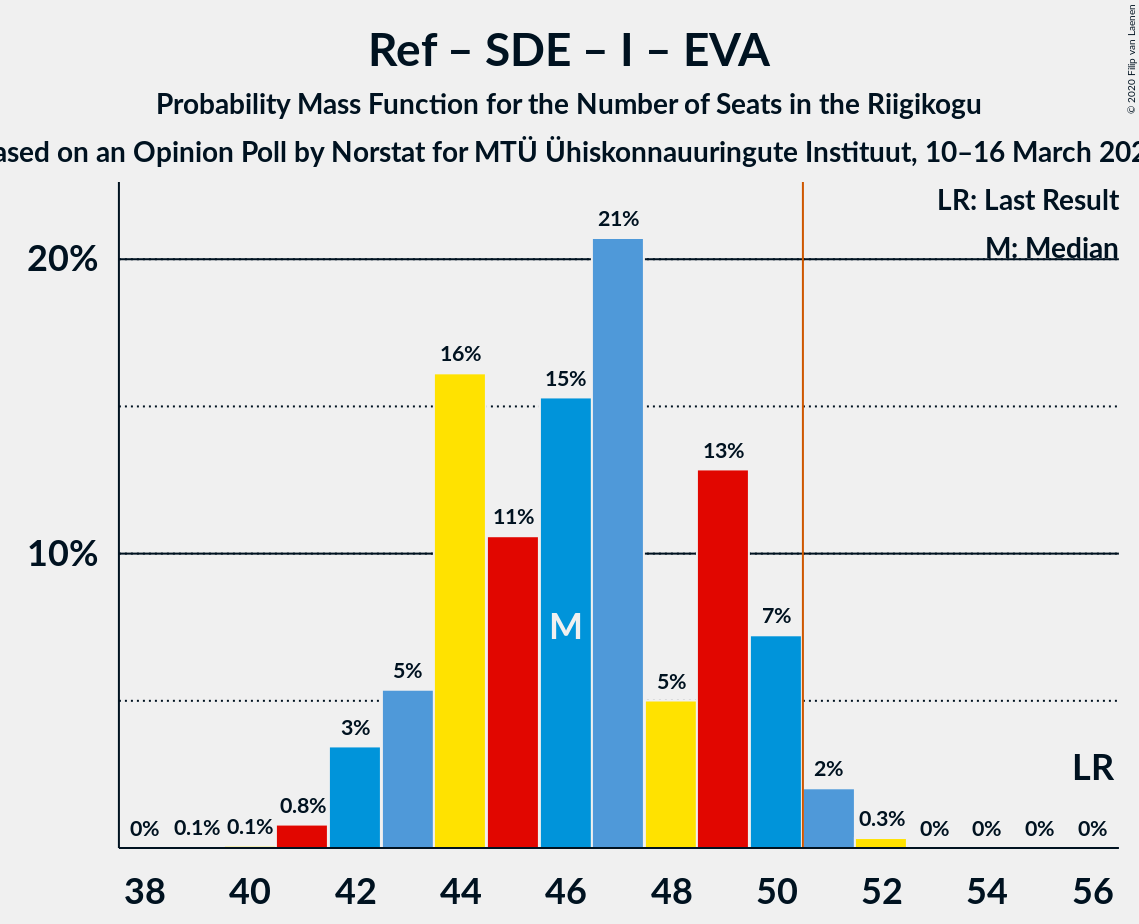 Ref – SDE – I – EVA
Probability Mass Function for the Number of Seats in the Riigikogu
ased on an Opinion Poll by Norstat for MTÜ Ühiskonnauuringute Instituut, 10–16 March 202
© 2020 Filip van Laenen
LR: Last Result
M: Median
20%
10%
0%
0.1%
0.1%
0.8%
3%
5%
16%
11%
15%
21%
5%
13%
7%
2%
0.3%
0%
0%
0%
0%
M
LR
38 40 42 44 46 48 50 52 54 56